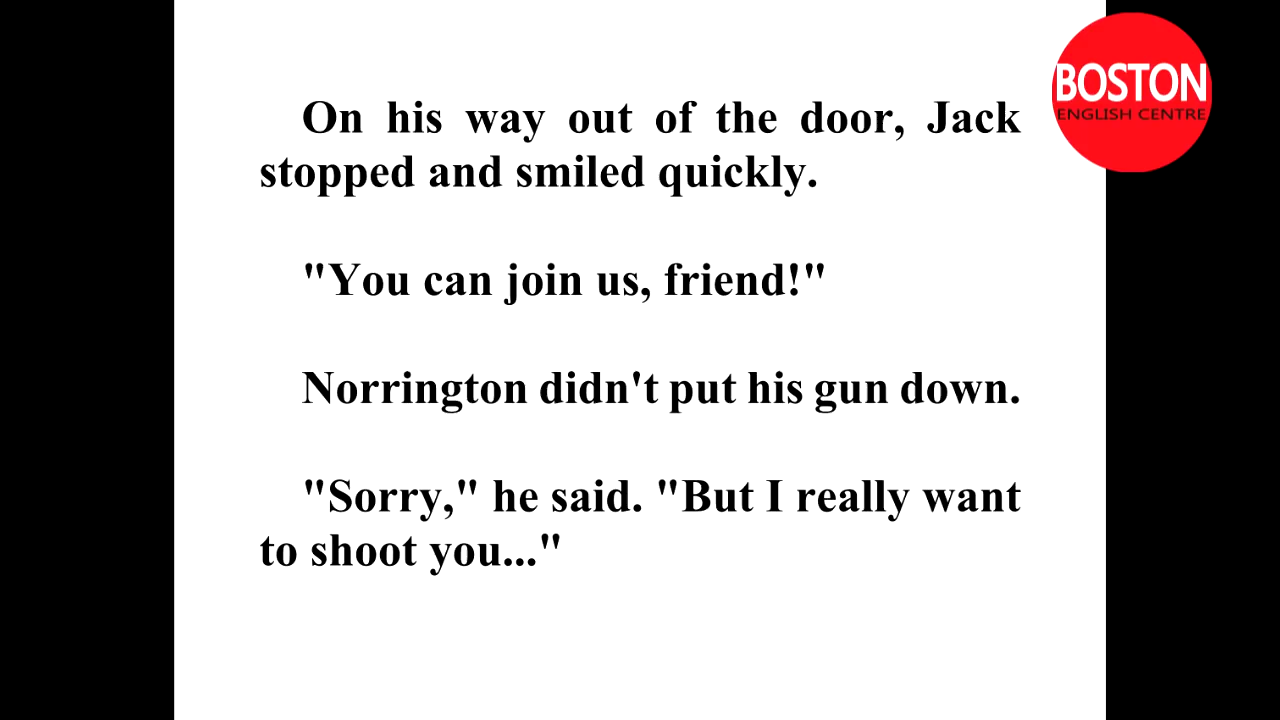 On his way out of the door, Jack
stopped and smiled quickly.
"You can join us, friend!"
Norrington didn't put his gun down.
"Sorry," he said. "But I really want
to shoot you..."
BOSTON
ENGLISH CENTRE